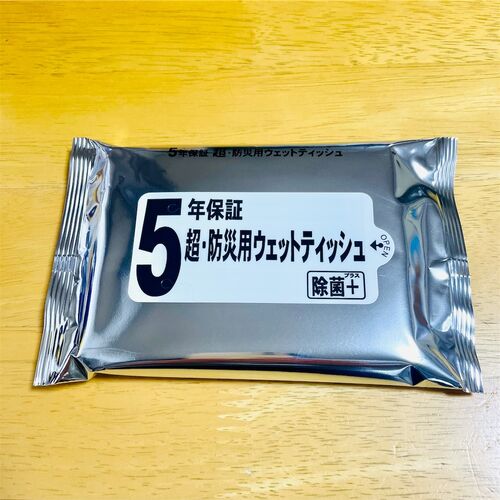 5年保証 超・防災用ウェットティッシュ
5年保証
超・防災用ウェットティッシュ
OPEN
プラス
除菌+